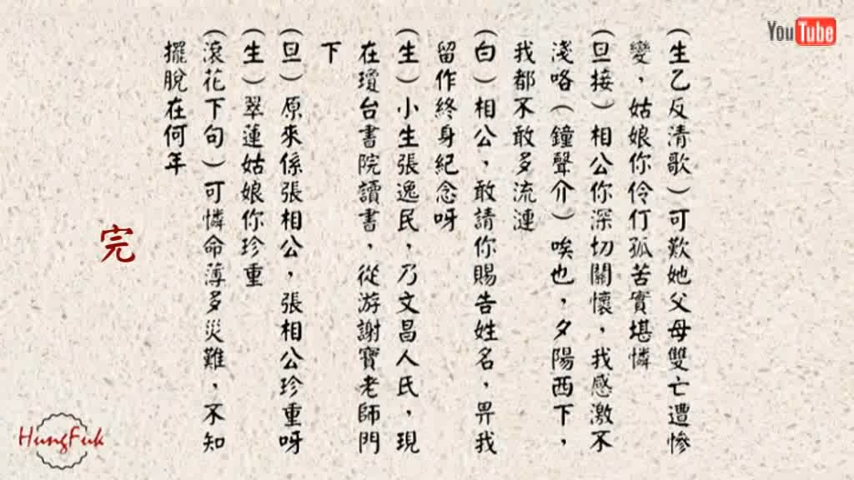 (生乙反清歌)可歎她父母雙亡遭慘
變，姑娘你伶仃孤苦實堪憐
(旦接)相公你深切關懷，我感激不
淺咯(鐘聲介)唉也，夕陽西下，
我都不敢多流漣
(白)相公，敢請你賜告姓名，畀我
留作終身紀念呀
(生)小生張逸民，乃文昌人氏，現
在瓊台書院讀書，從游謝寶老師門
下
(旦)原來係張相公，張相公珍重呀
(生)翠蓮姑娘你珍重
(滾花下句)可憐命薄多災難，不知
擺脫在何年
完
YouTube
HungFuk